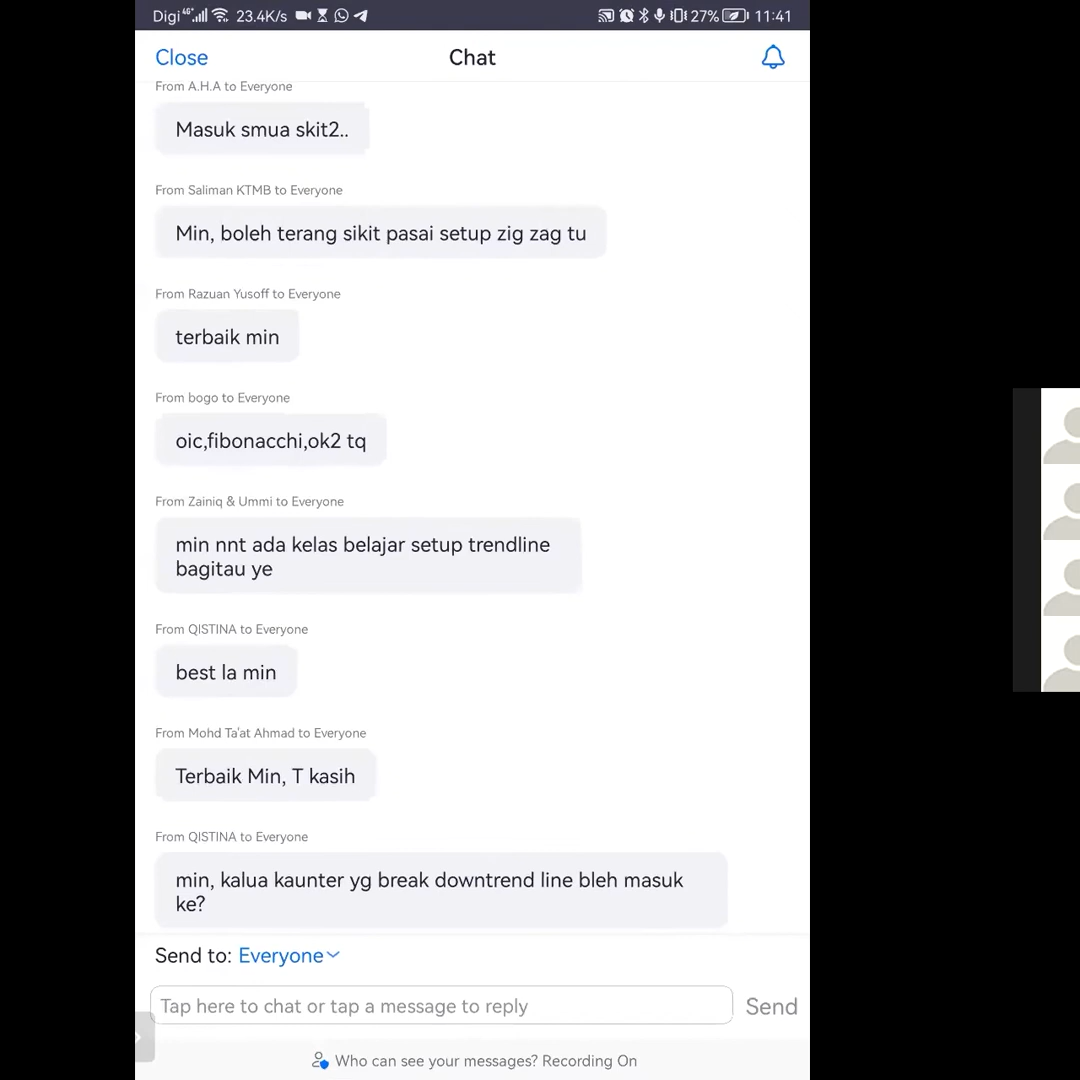 Digi 4G 23.4K/s 27% 11:41
Close Chat
From A.H.A to Everyone
Masuk smua skit2..
From Saliman KTMB to Everyone
Min, boleh terang sikit pasai setup zig zag tu
From Razuan Yusoff to Everyone
terbaik min
From bogo to Everyone
oic,fibonacchi,ok2 tq
From Zainiq & Ummi to Everyone
min nnt ada kelas belajar setup trendline
bagitau ye
From QISTINA to Everyone
best la min
From Mohd Ta'at Ahmad to Everyone
Terbaik Min, T kasih
From QISTINA to Everyone
min, kalua kaunter yg break downtrend line bleh masuk
ke?
Send to: Everyone
Tap here to chat or tap a message to reply Send
Who can see your messages? Recording On